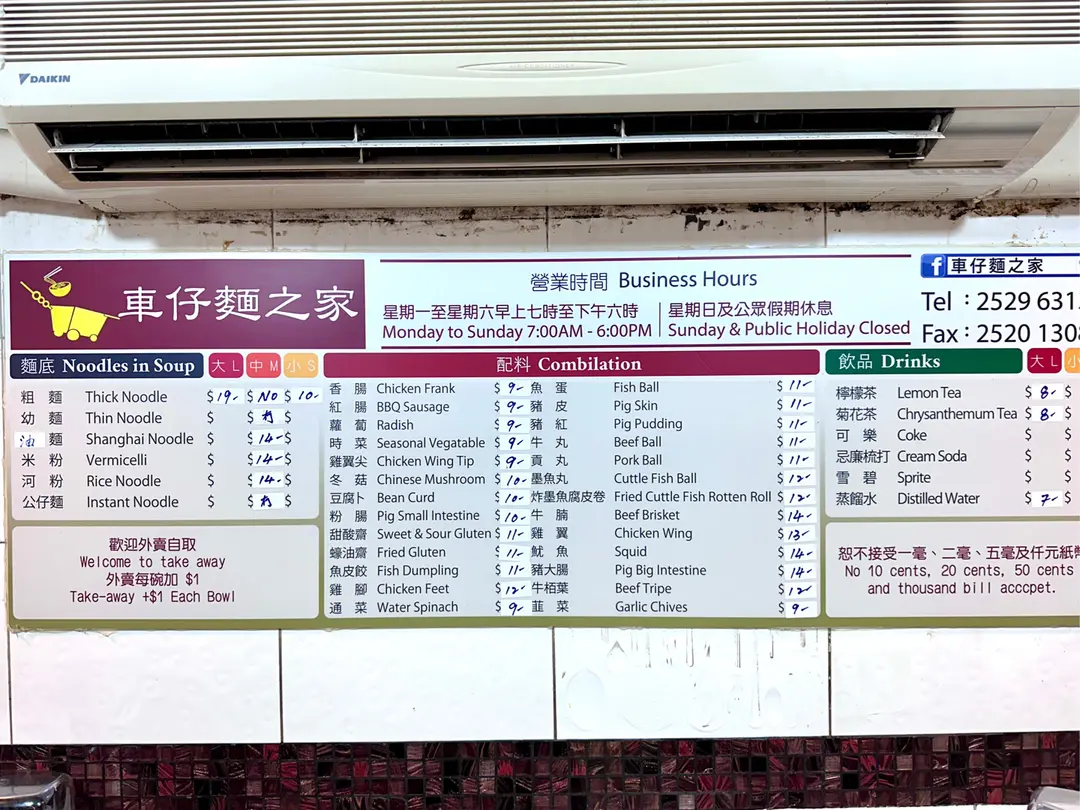 DAIKIN
車仔麵之家
營業時間 Business Hours
星期一至星期六早上七時至下午六時
Monday to Sunday 7:00AM - 6:00PM
星期日及公眾假期休息
Sunday & Public Holiday Closed
車仔麵之家
Tel : 2529 631
Fax : 2520 130
麵底 Noodles in Soup 大 L 中 M 小 S
粗麵 Thick Noodle $19- $NO $10-
幼麵 Thin Noodle $ $ $
油麵 Shanghai Noodle $ $14- $
米粉 Vermicelli $ $14- $
河粉 Rice Noodle $ $14- $
公仔麵 Instant Noodle $ $ $
歡迎外賣自取
Welcome to take away
外賣每碗加 $1
Take-away +$1 Each Bowl
配料 Combilation
香腸 Chicken Frank $9- 魚蛋 Fish Ball $11-
紅腸 BBQ Sausage $9- 豬皮 Pig Skin $11-
蘿蔔 Radish $9- 豬紅 Pig Pudding $11-
時菜 Seasonal Vegatable $9- 牛丸 Beef Ball $11-
雞翼尖 Chicken Wing Tip $9- 貢丸 Pork Ball $11-
冬菇 Chinese Mushroom $10- 墨魚丸 Cuttle Fish Ball $12-
豆腐卜 Bean Curd $10- 炸墨魚腐皮卷 Fried Cuttle Fish Rotten Roll $12-
粉腸 Pig Small Intestine $10- 牛腩 Beef Brisket $14-
甜酸齋 Sweet & Sour Gluten $11- 雞翼 Chicken Wing $13-
蠔油齋 Fried Gluten $11- 魷魚 Squid $14-
魚皮餃 Fish Dumpling $11- 豬大腸 Pig Big Intestine $14-
雞腳 Chicken Feet $12- 牛栢葉 Beef Tripe $12-
通菜 Water Spinach $9- 韮菜 Garlic Chives $9-
飲品 Drinks 大 L
檸檬茶 Lemon Tea $8- $
菊花茶 Chrysanthemum Tea $8- $
可樂 Coke $ $
忌廉梳打 Cream Soda $ $
雪碧 Sprite $ $
蒸餾水 Distilled Water $7- $
恕不接受一毫、二毫、五毫及仟元紙幣
No 10 cents, 20 cents, 50 cents
and thousand bill acccpet.